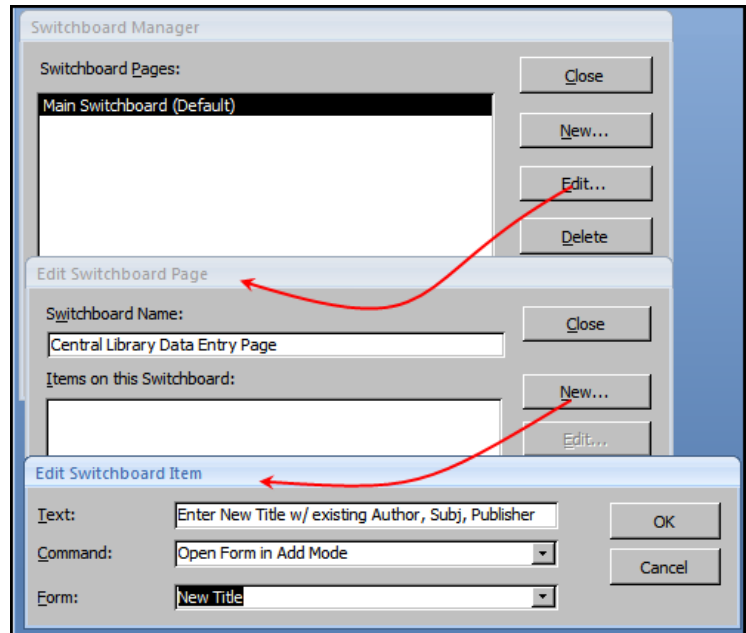 Switchboard Manager
Switchboard Pages:
Close
Main Switchboard (Default)
New...
Edit...
Delete
Edit Switchboard Page
Switchboard Name:
Close
Central Library Data Entry Page
Items on this Switchboard:
New...
Edit...
Edit Switchboard Item
Text: Enter New Title w/ existing Author, Subj, Publisher OK
Command: Open Form in Add Mode Cancel
Form: New Title